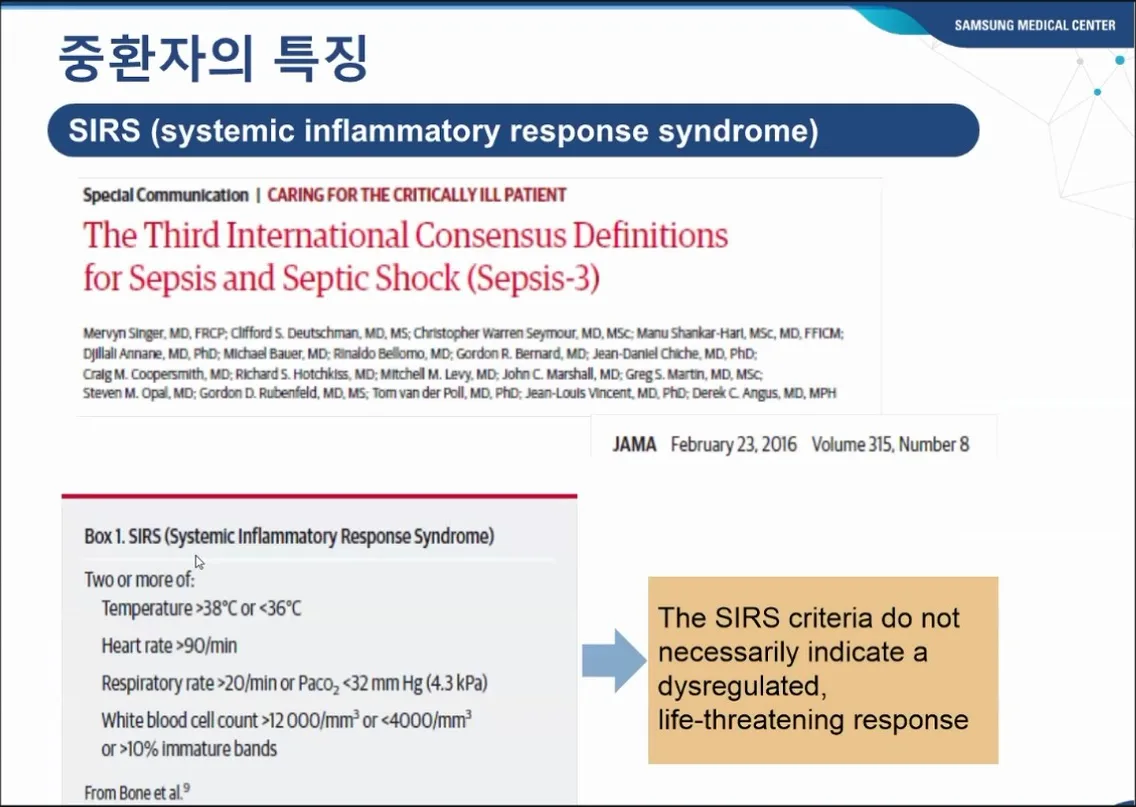 SAMSUNG MEDICAL CENTER
중환자의 특징
SIRS (systemic inflammatory response syndrome)
Special Communication | CARING FOR THE CRITICALLY ILL PATIENT
The Third International Consensus Definitions
for Sepsis and Septic Shock (Sepsis-3)
Mervyn Singer, MD, FRCP; Clifford S. Deutschman, MD, MS; Christopher Warren Seymour, MD, MSc; Manu Shankar-Hari, MSc, MD, FFICM;
Djillali Annane, MD, PhD; Michael Bauer, MD; Rinaldo Bellomo, MD; Gordon R. Bernard, MD; Jean-Daniel Chiche, MD, PhD;
Craig M. Coopersmith, MD; Richard S. Hotchkiss, MD; Mitchell M. Levy, MD; John C. Marshall, MD; Greg S. Martin, MD, MSc;
Steven M. Opal, MD; Gordon D. Rubenfeld, MD, MS; Tom van der Poll, MD, PhD; Jean-Louis Vincent, MD, PhD; Derek C. Angus, MD, MPH
JAMA February 23, 2016 Volume 315, Number 8
Box 1. SIRS (Systemic Inflammatory Response Syndrome)
Two or more of:
Temperature >38°C or <36°C
Heart rate >90/min
Respiratory rate >20/min or Paco₂ <32 mm Hg (4.3 kPa)
White blood cell count >12 000/mm³ or <4000/mm³
or >10% immature bands
From Bone et al.⁹
The SIRS criteria do not
necessarily indicate a
dysregulated,
life-threatening response